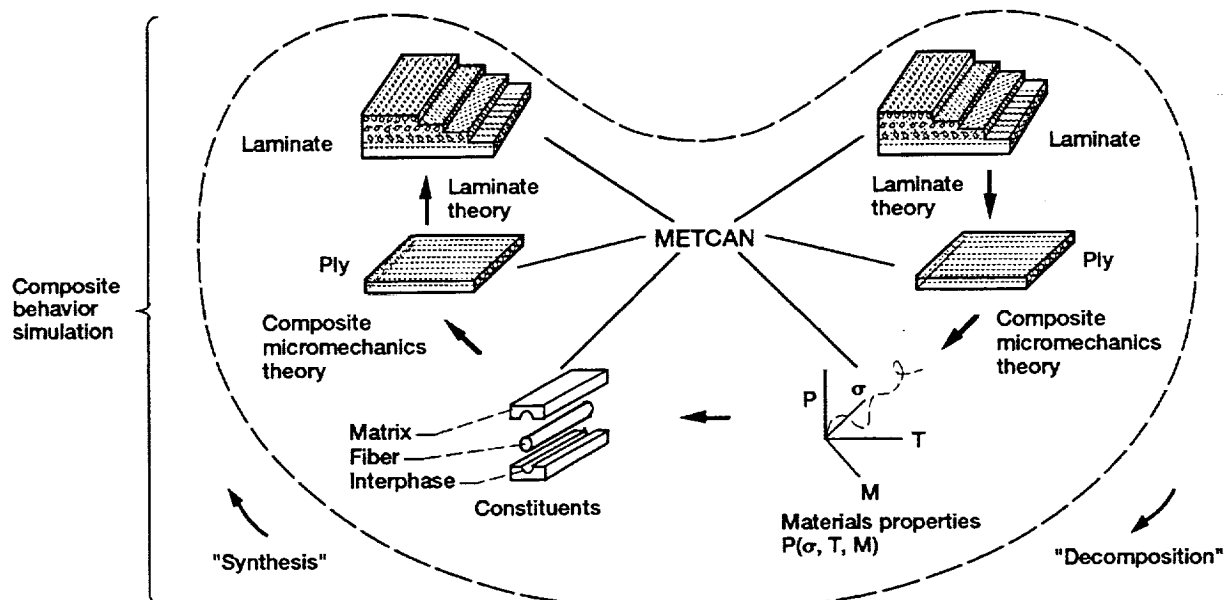 Composite
behavior
simulation
Laminate
Laminate
theory
Ply
Composite
micromechanics
theory
Matrix
Fiber
Interphase
Constituents
"Synthesis"
METCAN
Laminate
Laminate
theory
Ply
Composite
micromechanics
theory
P
σ
T
M
Materials properties
P(σ, T, M)
"Decomposition"